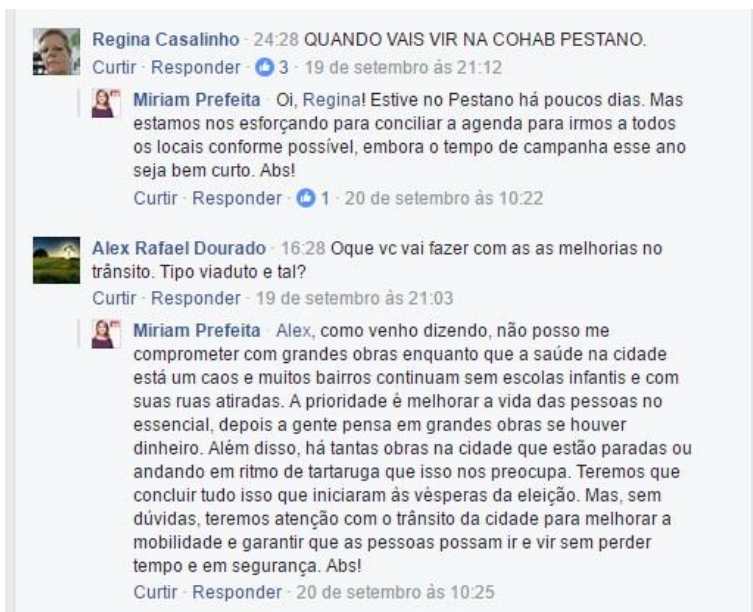 Regina Casalinho · 24:28 QUANDO VAIS VIR NA COHAB PESTANO.
Curtir · Responder · 3 · 19 de setembro às 21:12
Miriam Prefeita · Oi, Regina! Estive no Pestano há poucos dias. Mas
estamos nos esforçando para conciliar a agenda para irmos a todos
os locais conforme possível, embora o tempo de campanha esse ano
seja bem curto. Abs!
Curtir · Responder · 1 · 20 de setembro às 10:22
Alex Rafael Dourado · 16:28 Oque vc vai fazer com as as melhorias no
trânsito. Tipo viaduto e tal?
Curtir · Responder · 19 de setembro às 21:03
Miriam Prefeita · Alex, como venho dizendo, não posso me
comprometer com grandes obras enquanto que a saúde na cidade
está um caos e muitos bairros continuam sem escolas infantis e com
suas ruas atiradas. A prioridade é melhorar a vida das pessoas no
essencial, depois a gente pensa em grandes obras se houver
dinheiro. Além disso, há tantas obras na cidade que estão paradas ou
andando em ritmo de tartaruga que isso nos preocupa. Teremos que
concluir tudo isso que iniciaram às vésperas da eleição. Mas, sem
dúvidas, teremos atenção com o trânsito da cidade para melhorar a
mobilidade e garantir que as pessoas possam ir e vir sem perder
tempo e em segurança. Abs!
Curtir · Responder · 20 de setembro às 10:25